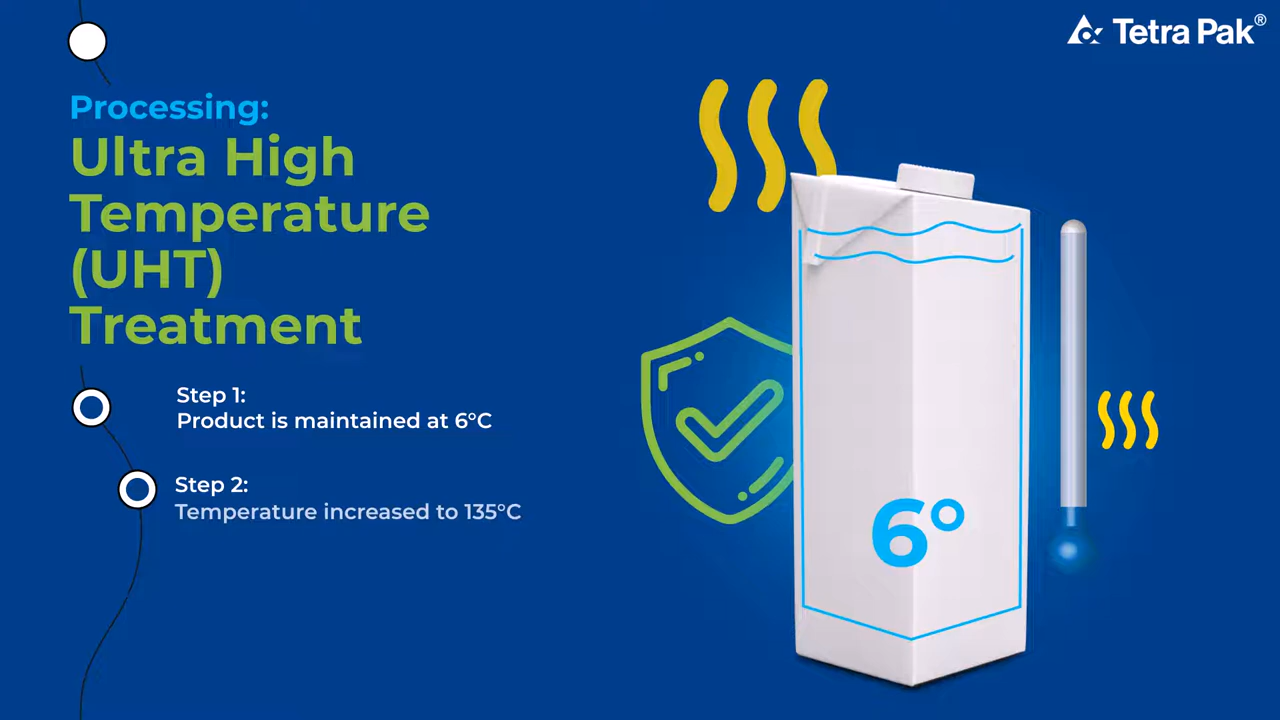 Tetra Pak®
Processing:
Ultra High
Temperature
(UHT)
Treatment
Step 1:
Product is maintained at 6°C
Step 2:
Temperature increased to 135°C
6°